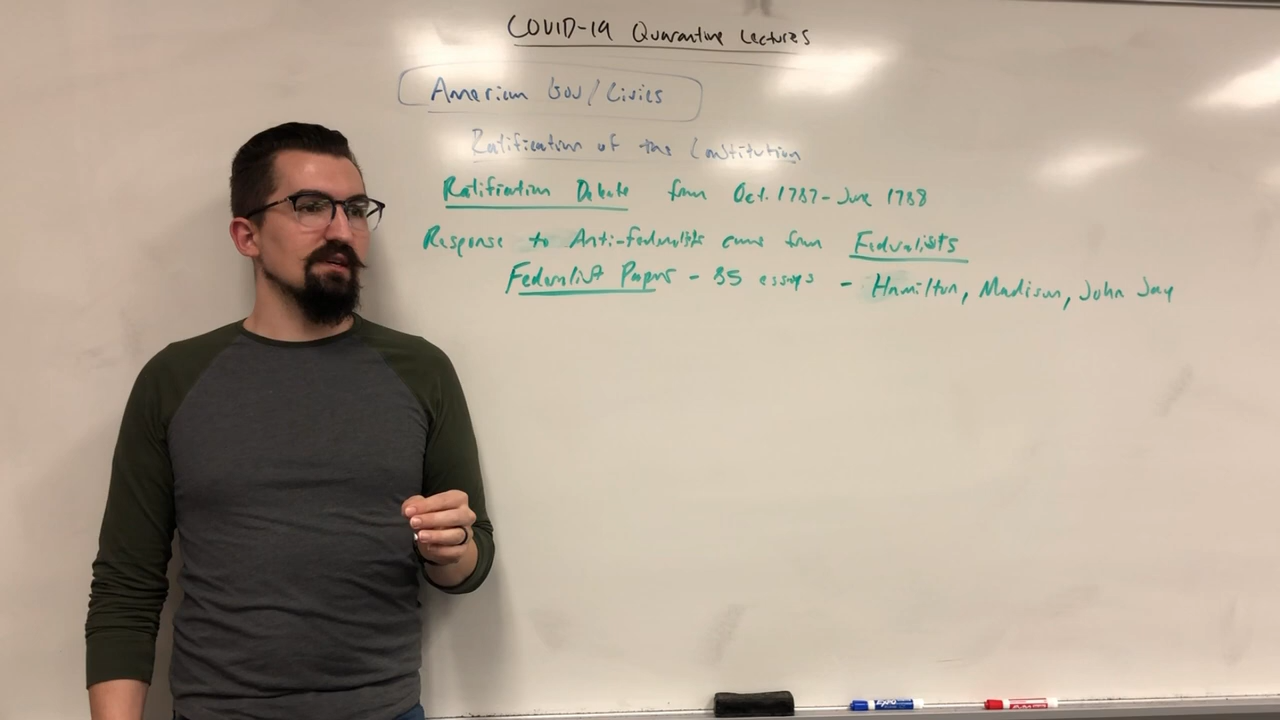 COVID-19 Quarantine Lectures
American Gov/Civics
Ratification of the Constitution
Ratification Debate from Oct. 1787-June 1788
Response to Anti-federalists came from Federalists
Federalist Papers - 85 essays - Hamilton, Madison, John Jay
EXPO